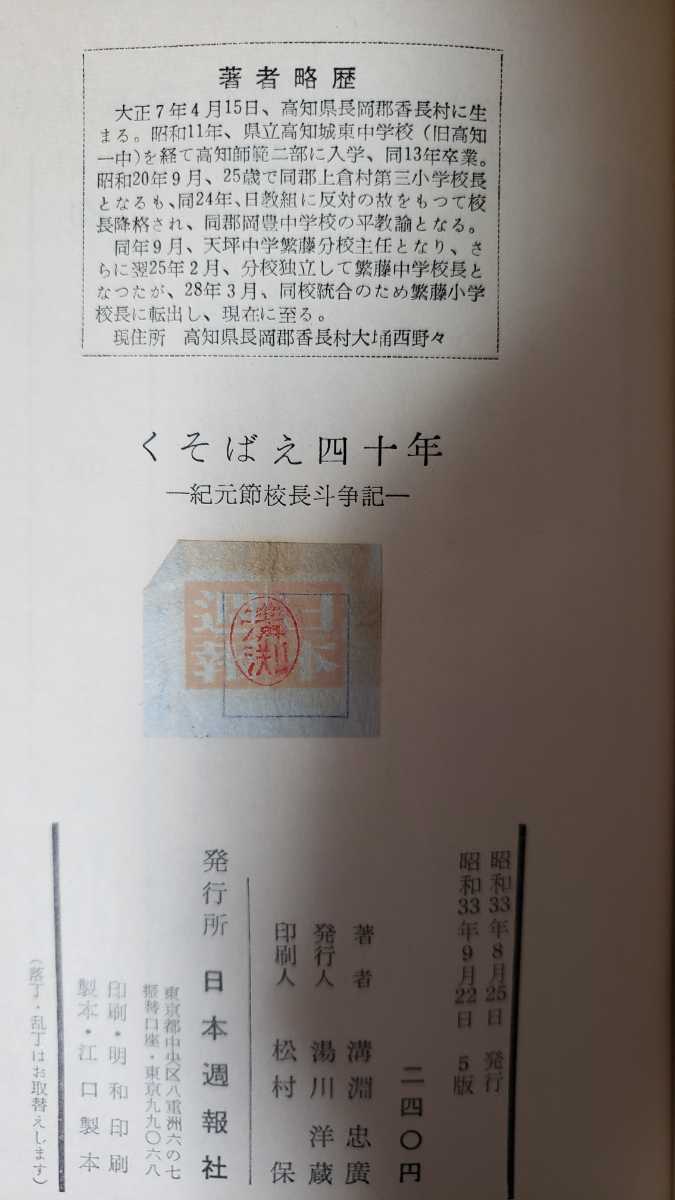 著者略歴
大正7年4月15日、高知県長岡郡香長村に生
まる。昭和11年、県立高知城東中学校（旧高知
一中)を経て高知師範二部に入学、同13年卒業。
昭和20年9月、25歳で同郡上倉村第三小学校長
となるも、同24年、日教組に反対の故をもつて校
長降格され、同郡岡豊中学校の平教諭となる。
同年9月、天坪中学繁藤分校主任となり、さ
らに翌25年2月、分校独立して繁藤中学校長と
なつたが、28年3月、同校統合のため繁藤小学
校長に転出し、現在に至る。
現住所　高知県長岡郡香長村大埇西野々
くそばえ四十年
―紀元節校長斗争記―
溝渕
昭和33年8月25日　発行
昭和33年9月22日　5版
二四〇円
著者　溝淵忠廣
発行人　湯川洋蔵
印刷人　松村保
発行所　日本週報社
東京都中央区八重洲六の七
振替口座・東京九九〇六八
印刷・明和印刷
製本・江口製本
(落丁・乱丁はお取替えします)